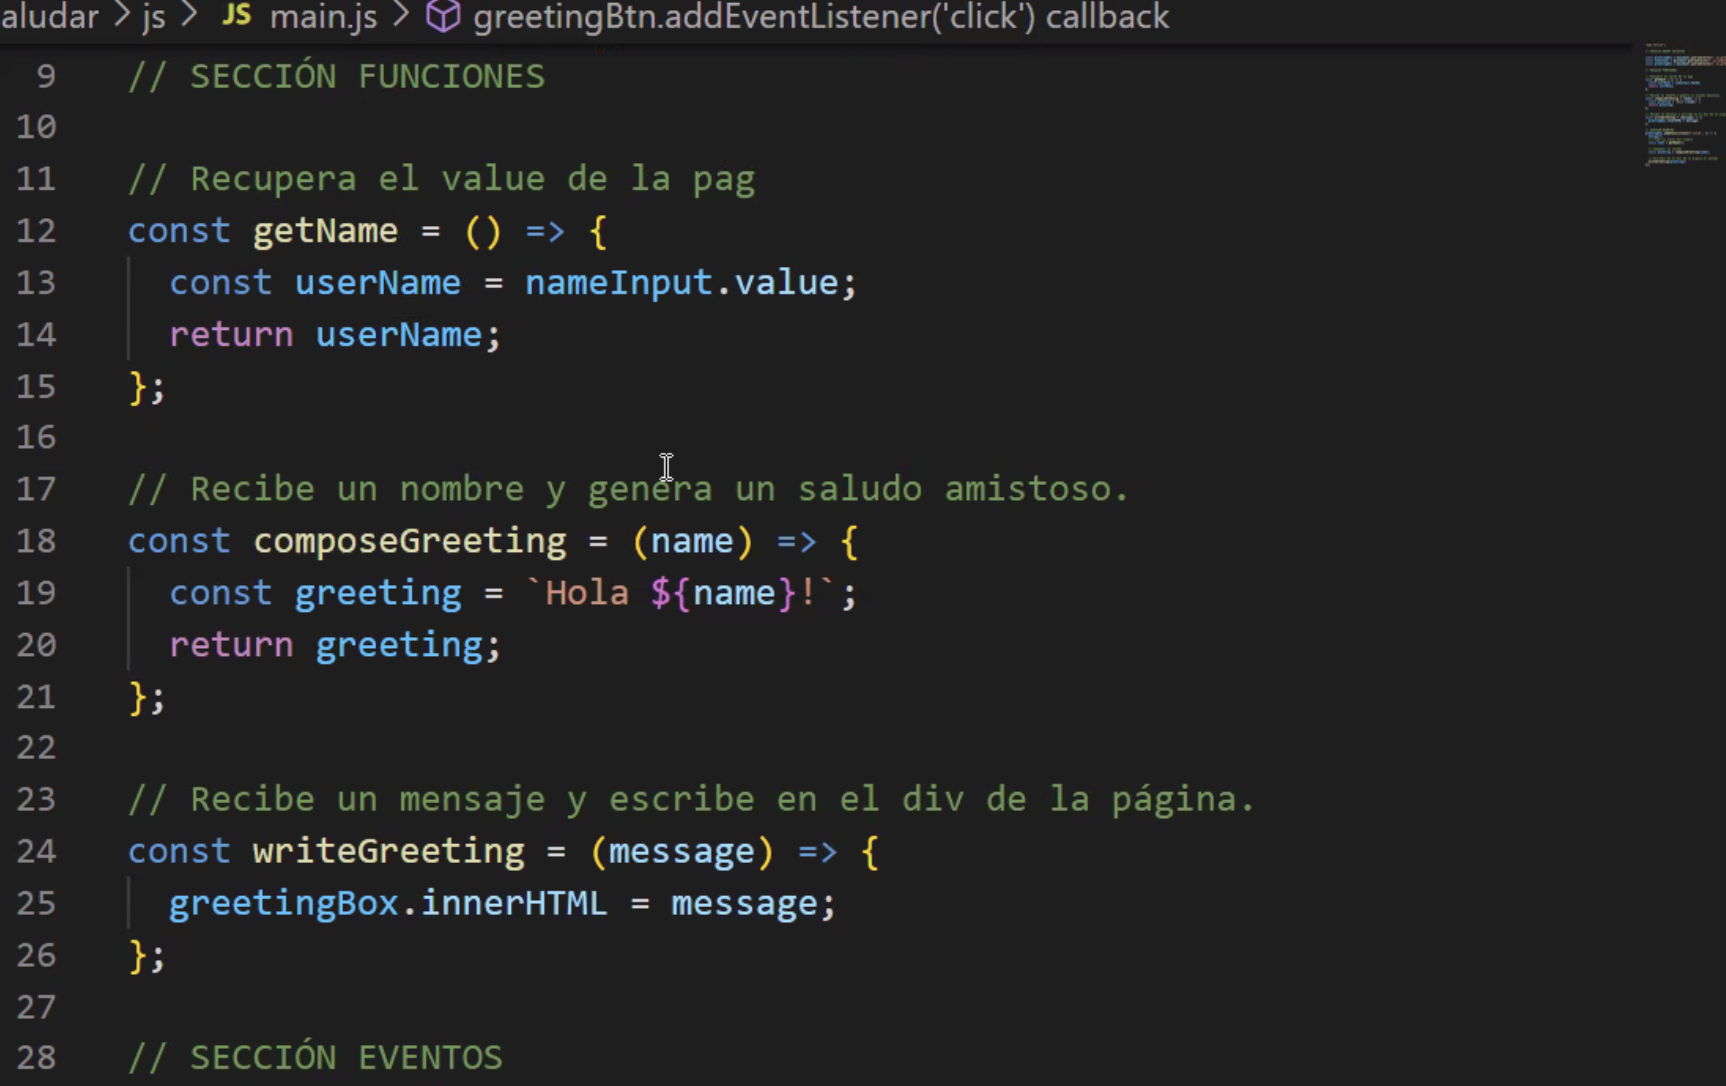 aludar > js > JS main.js > greetingBtn.addEventListener('click') callback
9 // SECCIÓN FUNCIONES
10
11 // Recupera el value de la pag
12 const getName = () => {
13 const userName = nameInput.value;
14 return userName;
15 };
16
17 // Recibe un nombre y genera un saludo amistoso.
18 const composeGreeting = (name) => {
19 const greeting = `Hola ${name}!`;
20 return greeting;
21 };
22
23 // Recibe un mensaje y escribe en el div de la página.
24 const writeGreeting = (message) => {
25 greetingBox.innerHTML = message;
26 };
27
28 // SECCIÓN EVENTOS